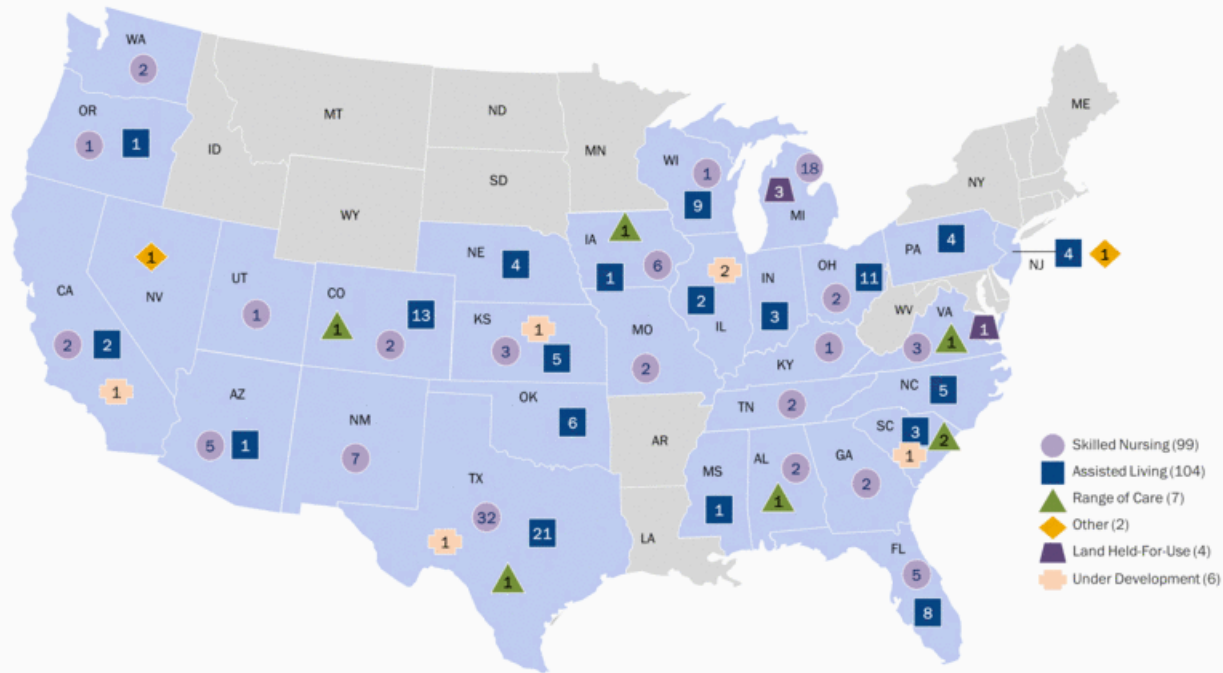 WA
2
OR
1 1
ID
MT
ND
MN
SD
WY
WI
1
9
18
3
MI
NY
ME
CA
2 2
1
1
NV
UT
1
CO
1
13
2
NE
4
IA
1
1
6
KS
1
3
5
2
2
IL
IN
3
OH
11
2
PA
4
NJ
4
1
WV
VA
1
1
3
MO
2
KY
1
AZ
5 1
NM
7
OK
6
AR
TN
2
NC
5
SC
3
2
1
TX
32
21
1
1
LA
MS
1
AL
2
1
GA
2
FL
5
8
Skilled Nursing (99)
Assisted Living (104)
Range of Care (7)
Other (2)
Land Held-For-Use (4)
Under Development (6)